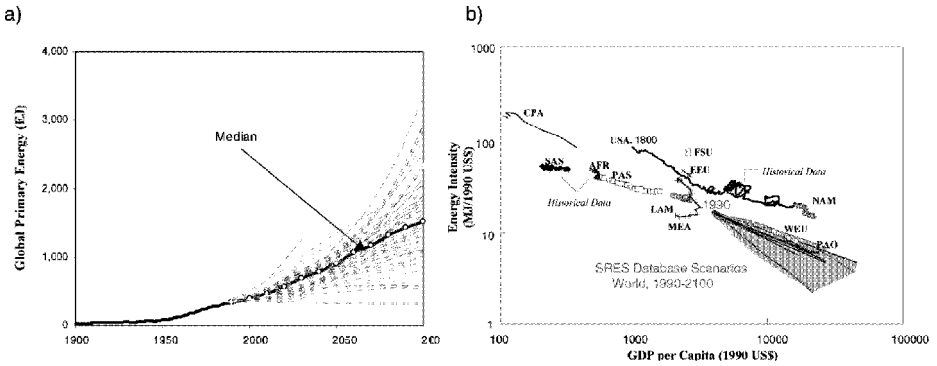 a)
b)
4,000
3,000
2,000
1,000
0
1900
1950
2000
2050
Global Primary Energy (EJ)
Median
1000
100
10
1
100
1000
10000
100000
Energy Intensity
(MJ/1990 US$)
GDP per Capita (1990 US$)
CPA
USA 1800
FSU
SAS
AFR
PAS
EEU
Historical Data
Historical Data
LAM
1990
NAM
MEA
WEU
PAO
SRES Database Scenarios
World, 1990-2100